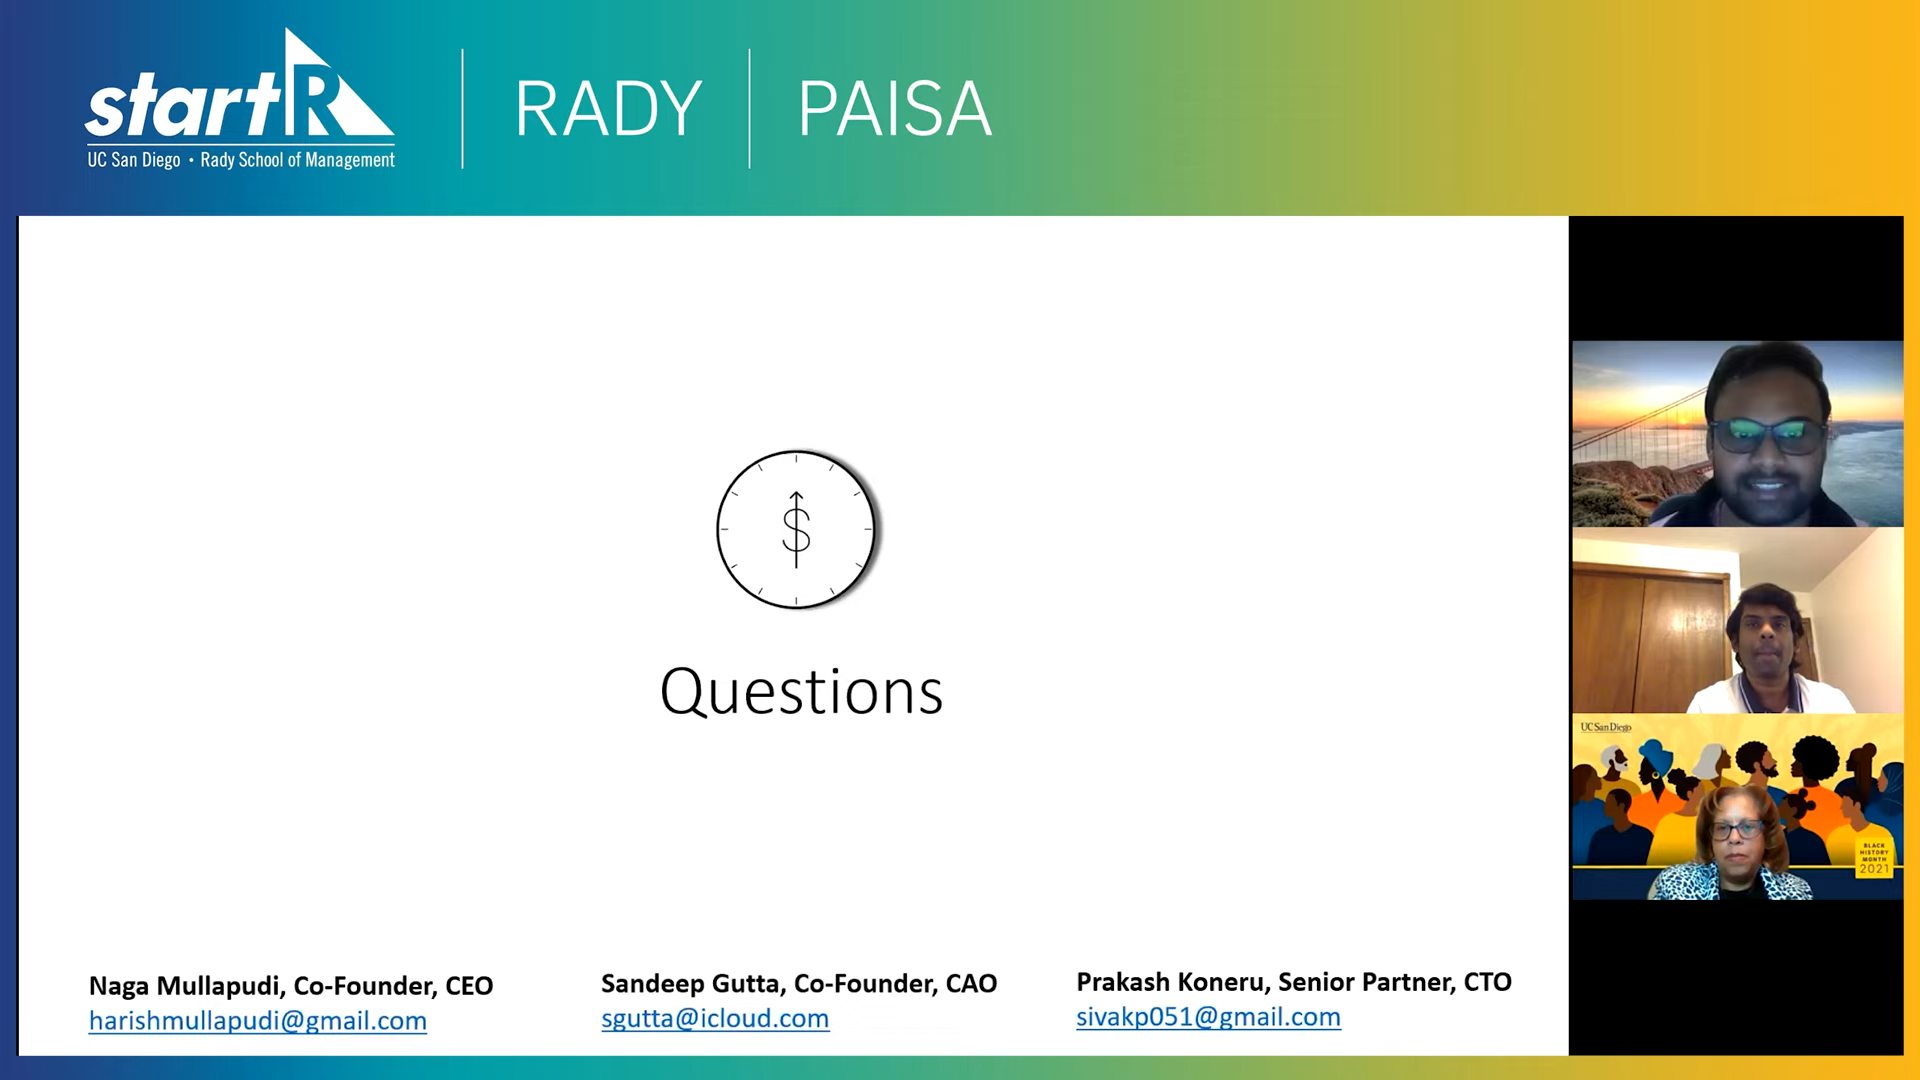 startR
UC San Diego • Rady School of Management
RADY
PAISA
$
Questions
Naga Mullapudi, Co-Founder, CEO
harishmullapudi@gmail.com
Sandeep Gutta, Co-Founder, CAO
sgutta@icloud.com
Prakash Koneru, Senior Partner, CTO
sivakp051@gmail.com
UC San Diego
BLACK
HISTORY
MONTH
2021